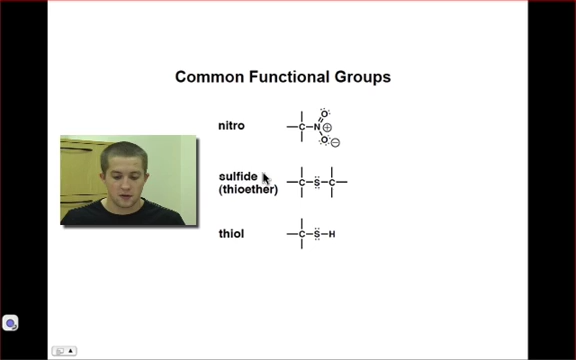 Common Functional Groups
nitro
C N O
O
sulfide
(thioether)
C S C
thiol
C S H